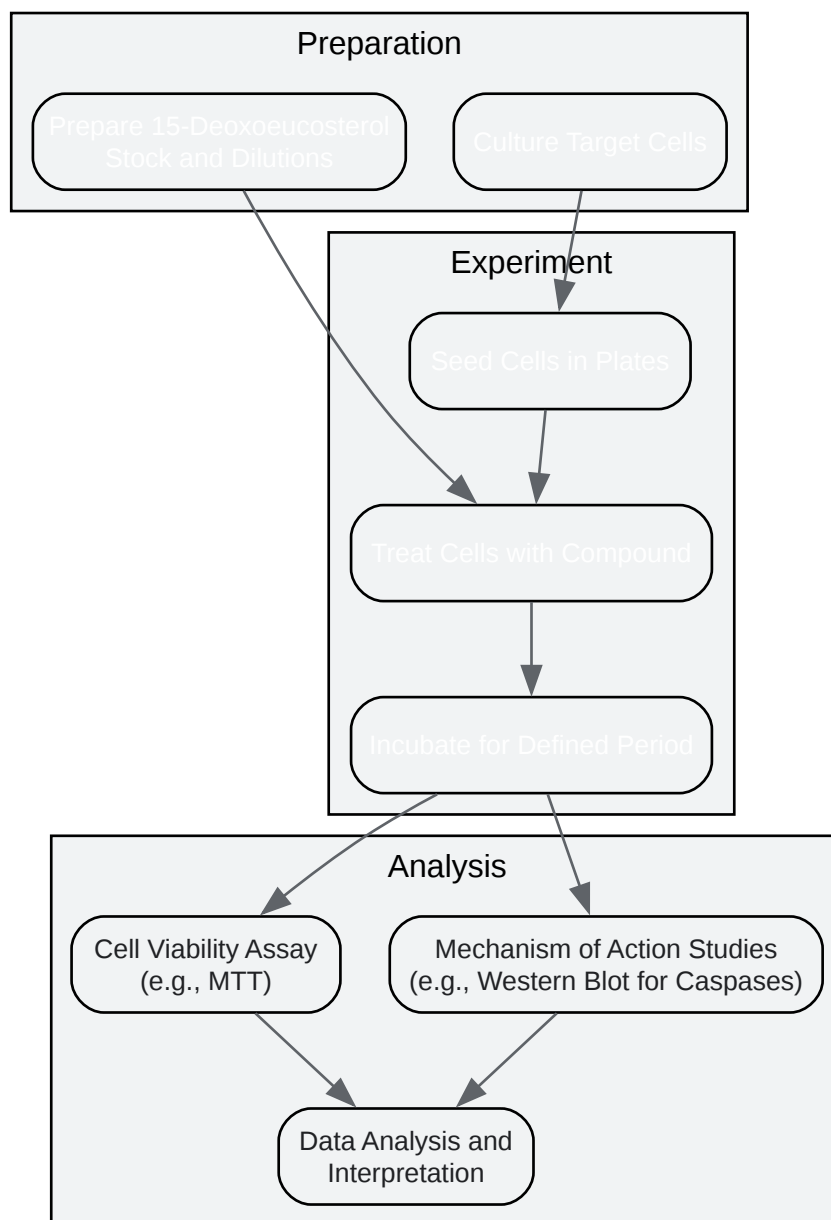 Preparation
Prepare 15-Deoxoeucosterol
Stock and Dilutions
Culture Target Cells
Experiment
Seed Cells in Plates
Treat Cells with Compound
Incubate for Defined Period
Analysis
Cell Viability Assay
(e.g., MTT)
Mechanism of Action Studies
(e.g., Western Blot for Caspases)
Data Analysis and
Interpretation